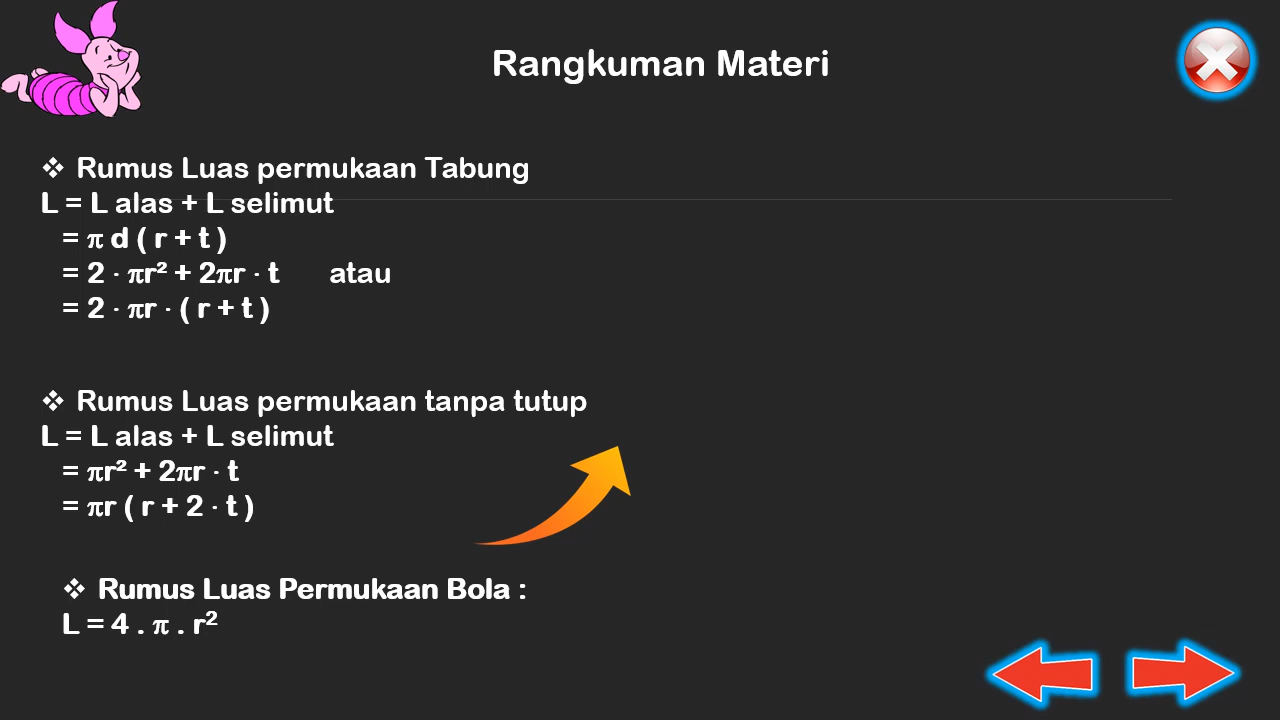 Rangkuman Materi
❖ Rumus Luas permukaan Tabung
L = L alas + L selimut
= π d ( r + t )
= 2 · πr² + 2πr · t atau
= 2 · πr · ( r + t )
❖ Rumus Luas permukaan tanpa tutup
L = L alas + L selimut
= πr² + 2πr · t
= πr ( r + 2 · t )
❖ Rumus Luas Permukaan Bola :
L = 4 . π . r²